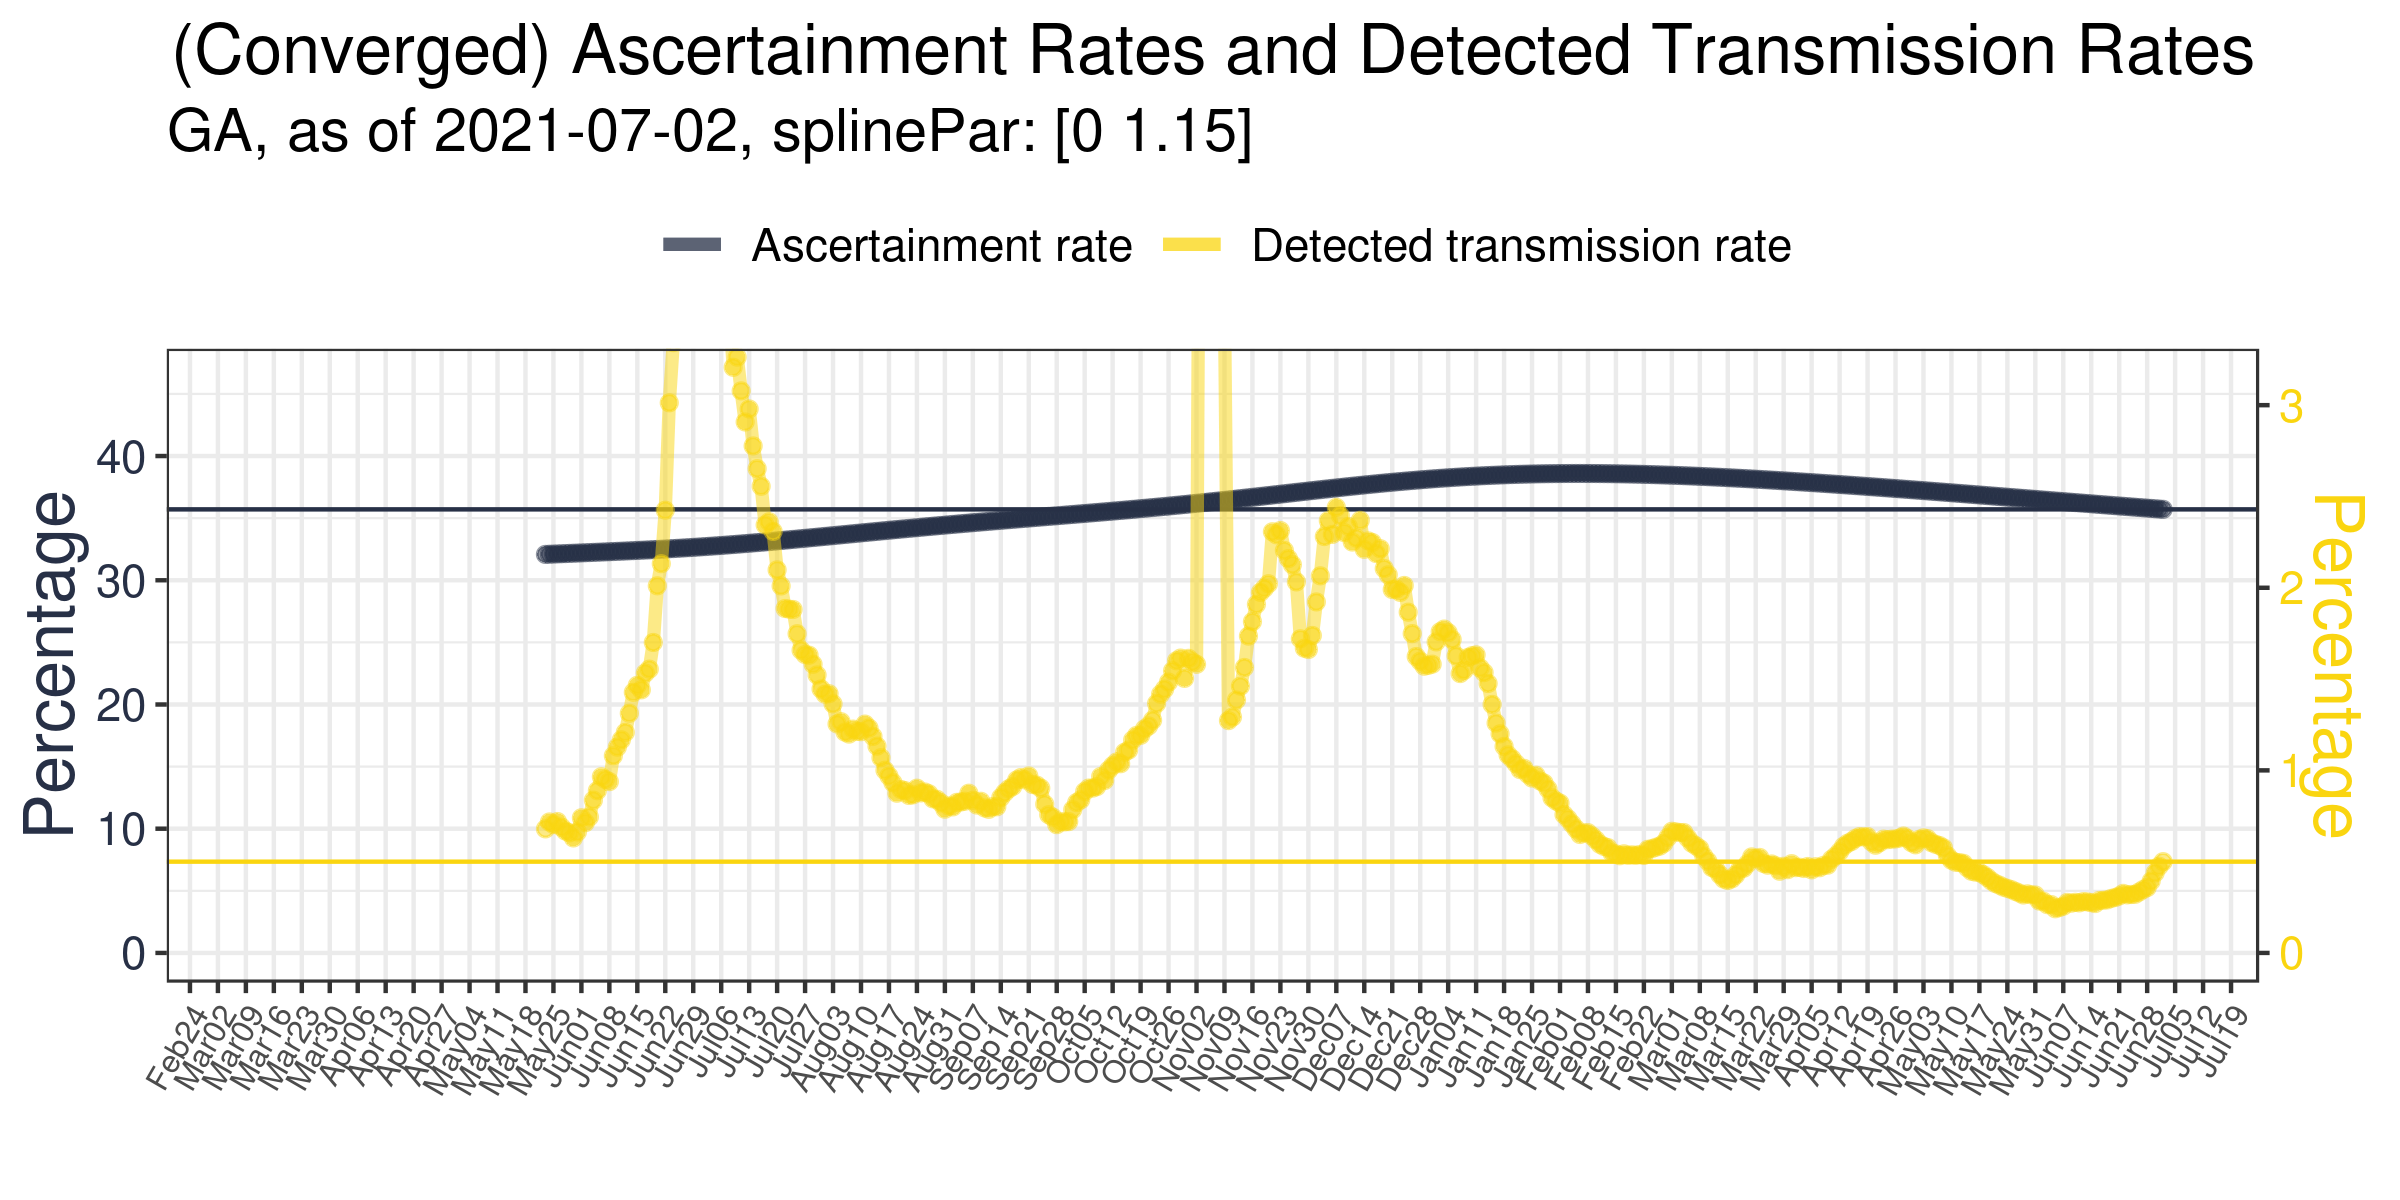 (Converged) Ascertainment Rates and Detected Transmission Rates
GA, as of 2021-07-02, splinePar: [0 1.15]
Ascertainment rate
Detected transmission rate
Percentage
40
30
20
10
0
3
2
1
0
Percentage
Feb24
Mar02
Mar09
Mar16
Mar23
Mar30
Apr06
Apr13
Apr20
Apr27
May04
May11
May18
May25
Jun01
Jun08
Jun15
Jun22
Jun29
Jul06
Jul13
Jul20
Jul27
Aug03
Aug10
Aug17
Aug24
Aug31
Sep07
Sep14
Sep21
Sep28
Oct05
Oct12
Oct19
Oct26
Nov02
Nov09
Nov16
Nov23
Nov30
Dec07
Dec14
Dec21
Dec28
Jan04
Jan11
Jan18
Jan25
Feb01
Feb08
Feb15
Feb22
Mar01
Mar08
Mar15
Mar22
Mar29
Apr05
Apr12
Apr19
Apr26
May03
May10
May17
May24
May31
Jun07
Jun14
Jun21
Jun28
Jul05
Jul12
Jul19